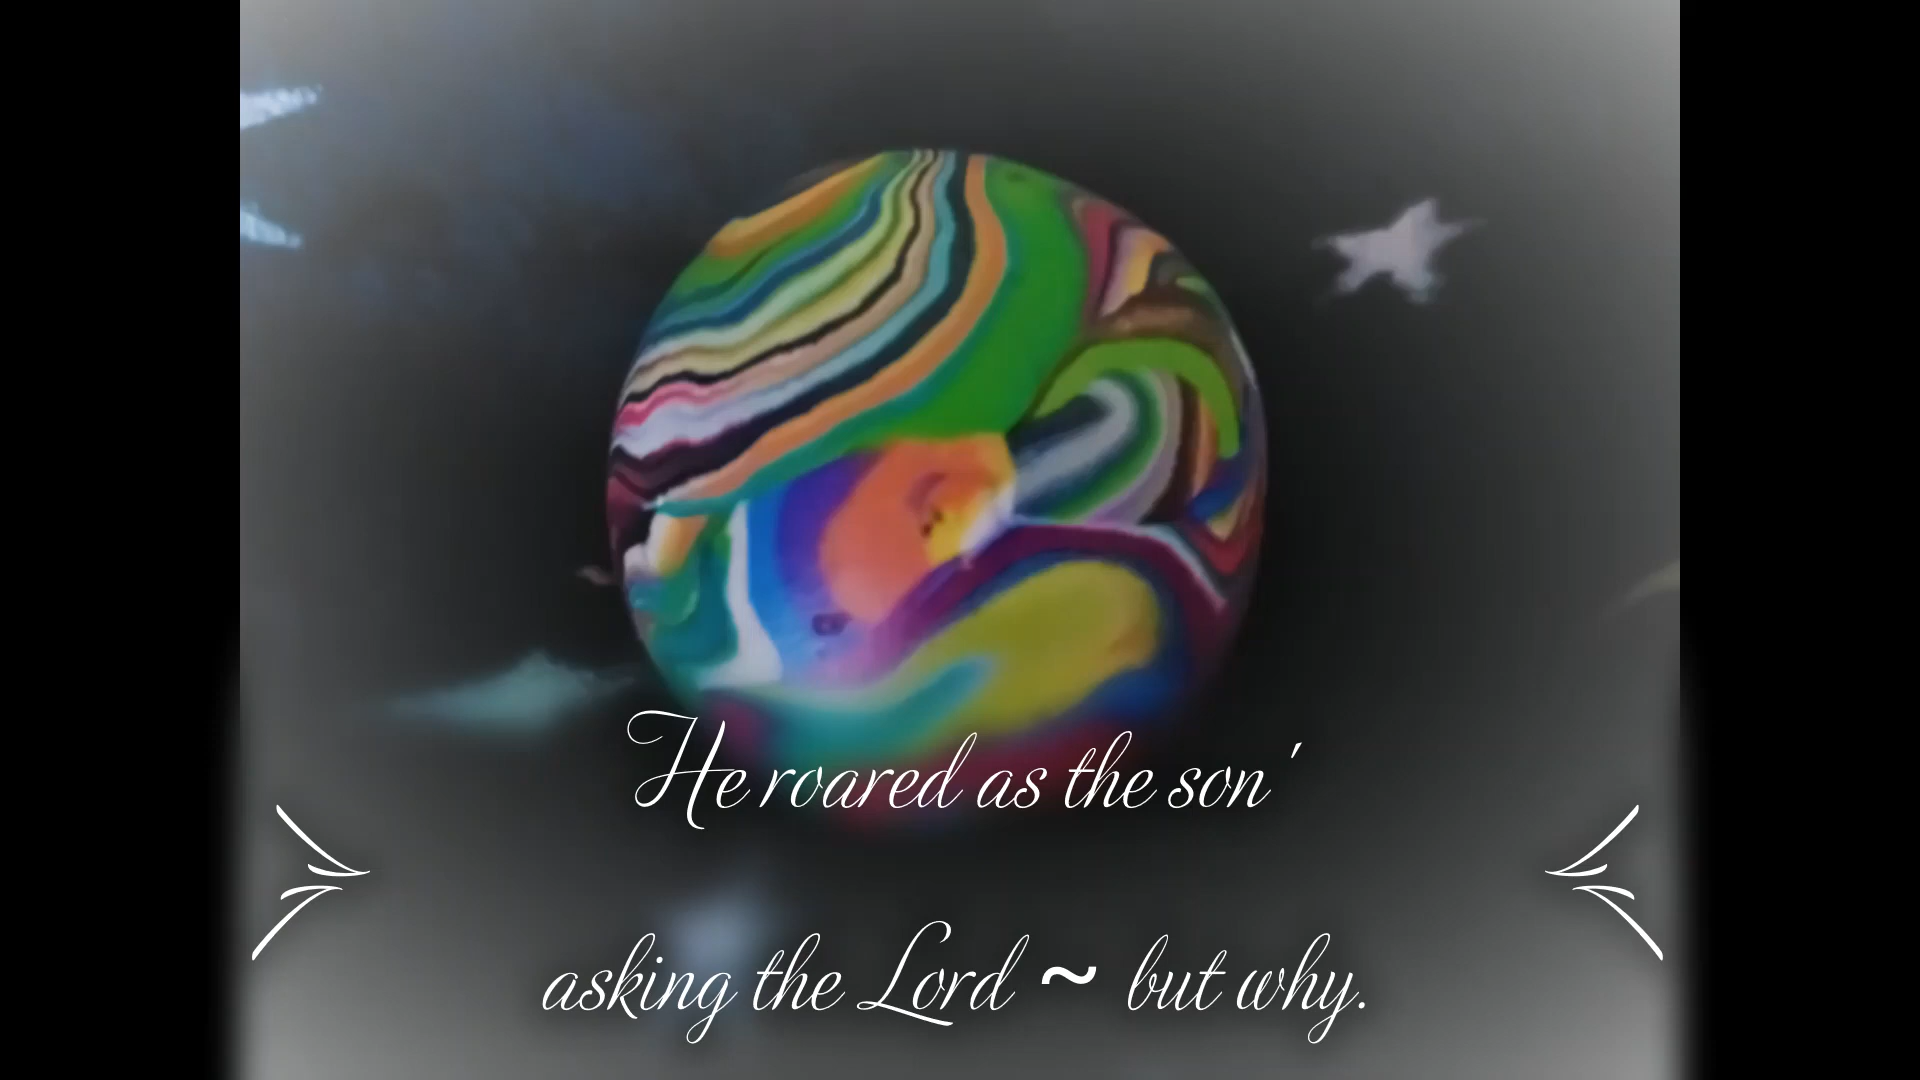 He roared as the son'
asking the Lord ~ but why.